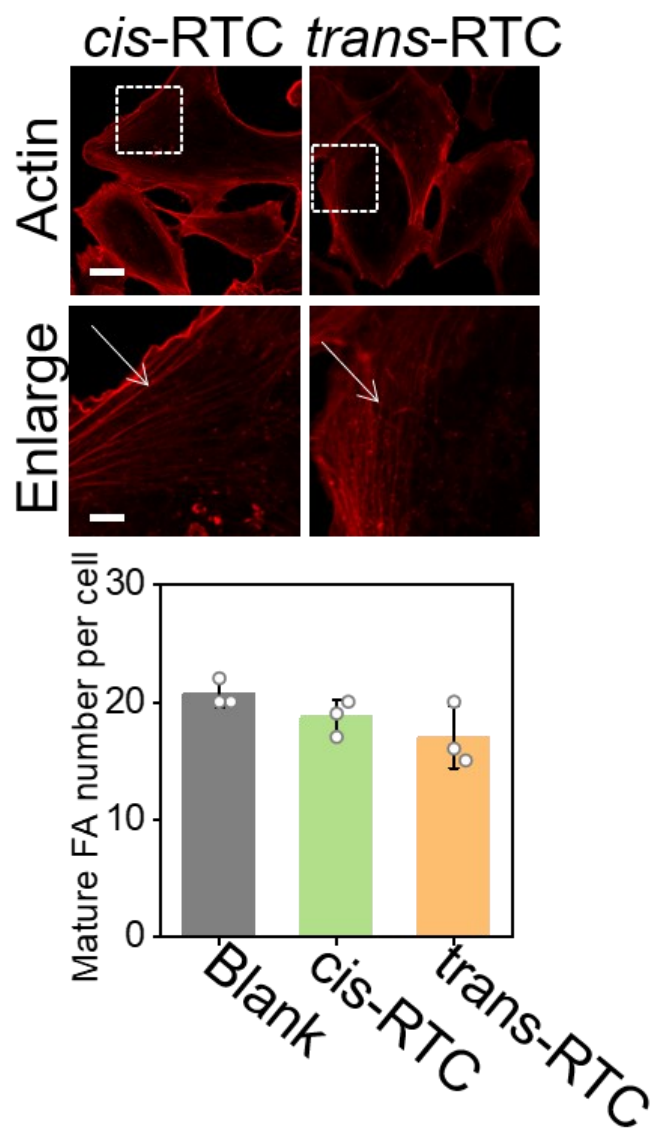 cis-RTC trans-RTC
Actin
Enlarge
Mature FA number per cell
30
20
10
0
Blank
cis-RTC
trans-RTC